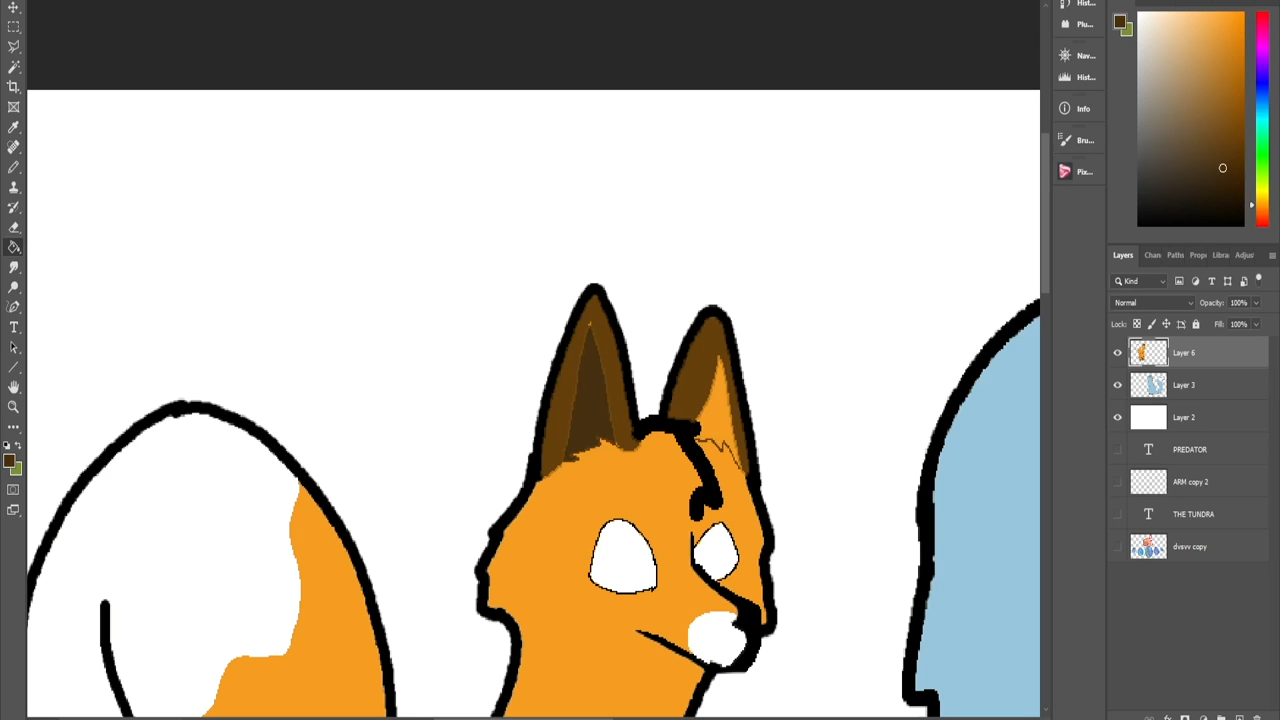 Hist...
Plu...
Nav...
Hist...
Info
Bru...
Pix...
Layers Chan Paths Prope Libra Adjus
Kind
Normal Opacity: 100%
Lock: Fill: 100%
Layer 6
Layer 3
Layer 2
T PREDATOR
ARM copy 2
T THE TUNDRA
dvsvv copy